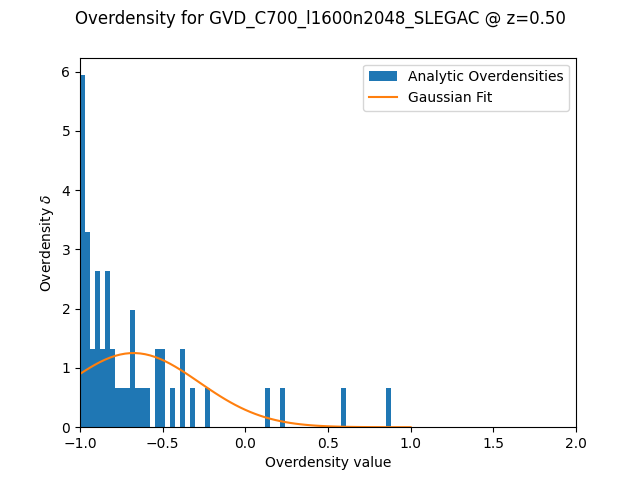 Overdensity for GVD_C700_l1600n2048_SLEGAC @ z=0.50
Analytic Overdensities
Gaussian Fit
Overdensity δ
6
5
4
3
2
1
0
−1.0 −0.5 0.0 0.5 1.0 1.5 2.0
Overdensity value